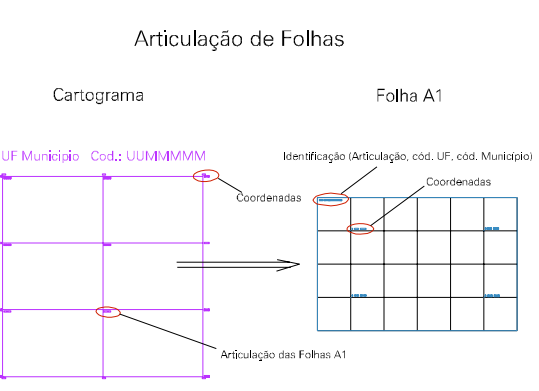 Articulação de Folhas
Cartograma
Folha A1
UF Municipio Cod.: UUMMMMM
Identificação (Articulação, cód. UF, cód. Município)
Coordenadas
Coordenadas
Articulação das Folhas A1